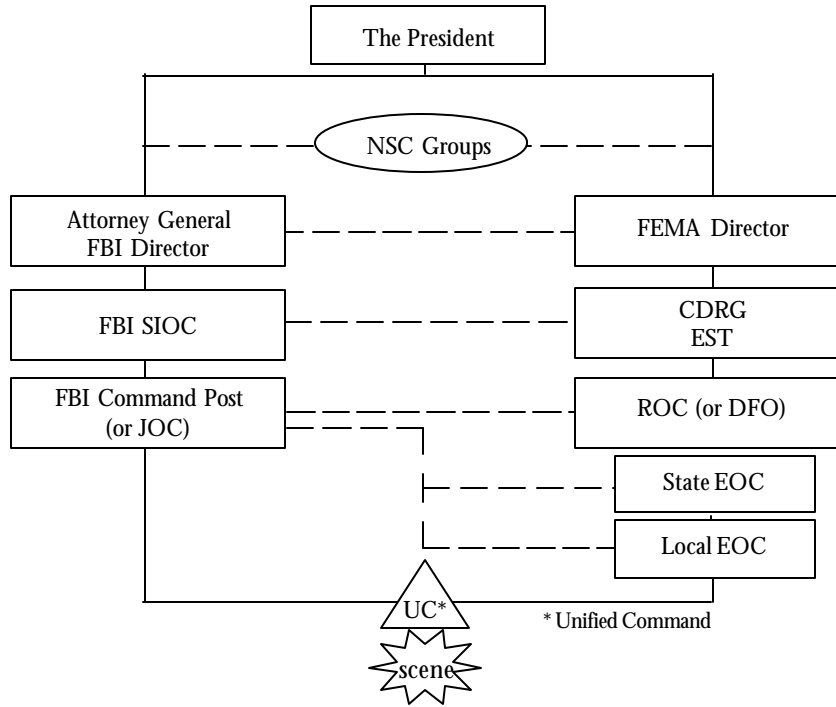 The President
NSC Groups
Attorney General
FBI Director
FEMA Director
FBI SIOC
CDRG
EST
FBI Command Post
(or JOC)
ROC (or DFO)
State EOC
Local EOC
UC*
* Unified Command
scene